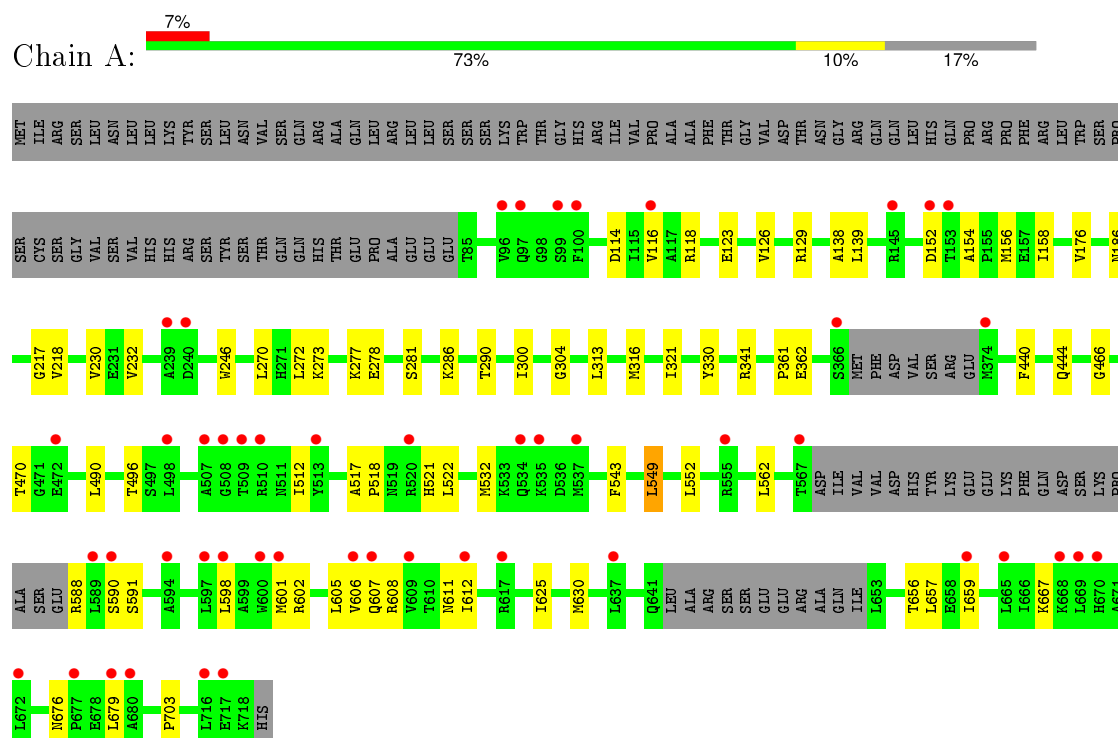 Chain A:
7%
73% 10% 17%
MET ILE ARG SER LEU ASN LEU LEU LYS TYR SER LEU ASN VAL SER GLN ARG ALA GLN LEU ARG LEU LEU SER SER SER LYS TRP THR GLY HIS ARG ILE VAL PRO ALA ALA PHE THR GLY VAL ASP THR ASN GLY ARG GLN GLN LEU HIS GLN PRO ARG PRO PHE ARG LEU TRP SER PRO
SER CYS SER GLY VAL SER VAL HIS HIS ARG SER TYR SER THR GLN GLN HIS THR GLU PRO ALA GLU GLU GLU T85 V96 Q97 G98 S99 F100 D114 I115 V116 A117 R118 E123 V126 R129 A138 L139 R145 D152 T153 A154 P155 M156 E157 I158 V176 N186
G217 V218 V230 E231 V232 A239 D240 W246 L270 H271 L272 K273 K277 E278 S281 K286 T290 I300 G304 L313 M316 I321 Y330 R341 P361 E362 S366 MET PHE ASP VAL SER ARG GLU M374 F440 Q444 G466
T470 G471 E472 L490 T496 S497 L498 A507 G508 T509 R510 N511 I512 Y513 A517 P518 N519 R520 H521 L522 M532 K533 Q534 K535 D536 M537 F543 L549 L552 R555 L562 T567 ASP ILE VAL VAL ASP HIS TYR LYS GLU GLU LYS PHE GLN ASP SER LYS PRO
ALA SER GLU R588 L589 S590 S591 A594 L597 L598 A599 W600 M601 R602 L605 V606 Q607 R608 V609 T610 N611 I612 R617 I625 M630 L637 Q641 LEU ALA ARG SER SER GLU GLU ARG ALA GLN ILE L653 T656 L657 E658 I659 L665 I666 K667 K668 L669 H670 A671
L672 N676 P677 E678 L679 A680 P703 L716 E717 K718 HIS